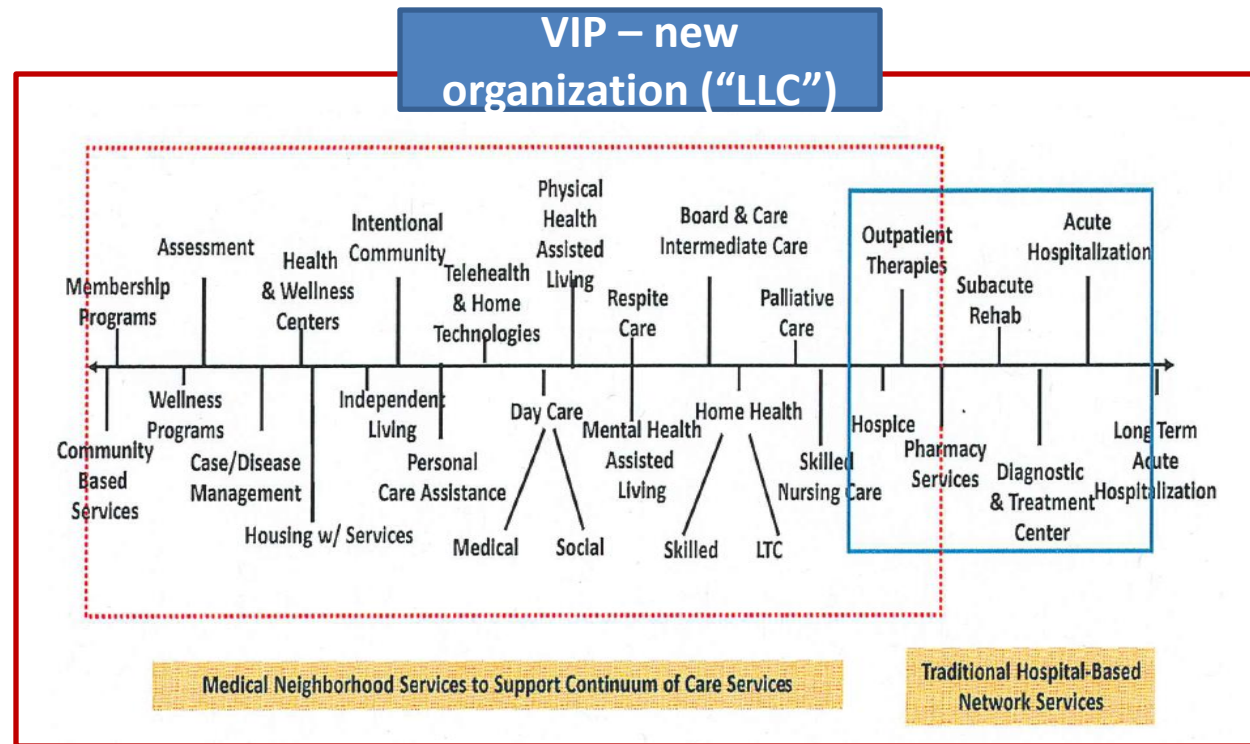 VIP – new
organization (“LLC”)
Membership
Programs
Assessment
Health
& Wellness
Centers
Intentional
Community
Telehealth
& Home
Technologies
Physical
Health
Assisted
Living
Respite
Care
Board & Care
Intermediate Care
Palliative
Care
Outpatient
Therapies
Subacute
Rehab
Acute
Hospitalization
Community
Based
Services
Wellness
Programs
Case/Disease
Management
Housing w/ Services
Independent
Living
Personal
Care Assistance
Day Care
Medical
Social
Mental Health
Assisted
Living
Home Health
Skilled
LTC
Skilled
Nursing Care
Hospice
Pharmacy
Services
Diagnostic
& Treatment
Center
Long Term
Acute
Hospitalization
Medical Neighborhood Services to Support Continuum of Care Services
Traditional Hospital-Based
Network Services